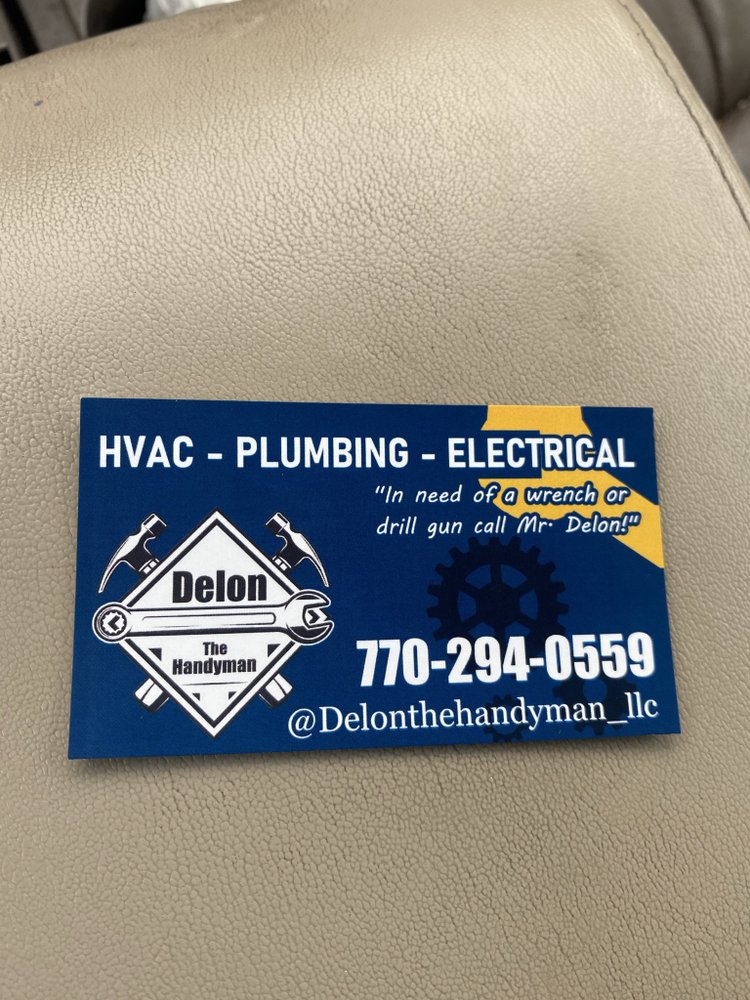 HVAC - PLUMBING - ELECTRICAL
"In need of a wrench or
drill gun call Mr. Delon!"
Delon
The
Handyman
770-294-0559
@Delonthehandyman_llc